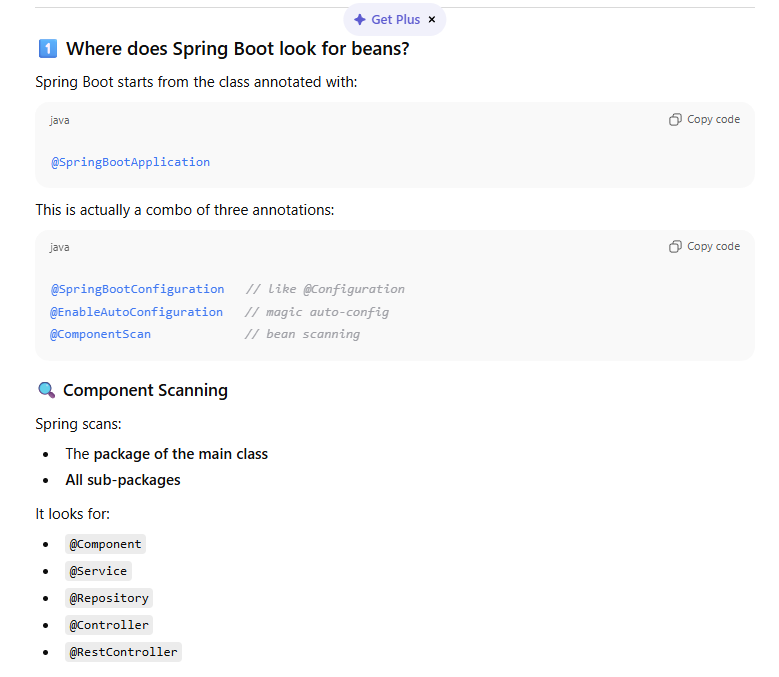 Get Plus ×
1 Where does Spring Boot look for beans?
Spring Boot starts from the class annotated with:
java Copy code
@SpringBootApplication
This is actually a combo of three annotations:
java Copy code
@SpringBootConfiguration // like @Configuration
@EnableAutoConfiguration // magic auto-config
@ComponentScan // bean scanning
Component Scanning
Spring scans:
• The package of the main class
• All sub-packages
It looks for:
• @Component
• @Service
• @Repository
• @Controller
• @RestController